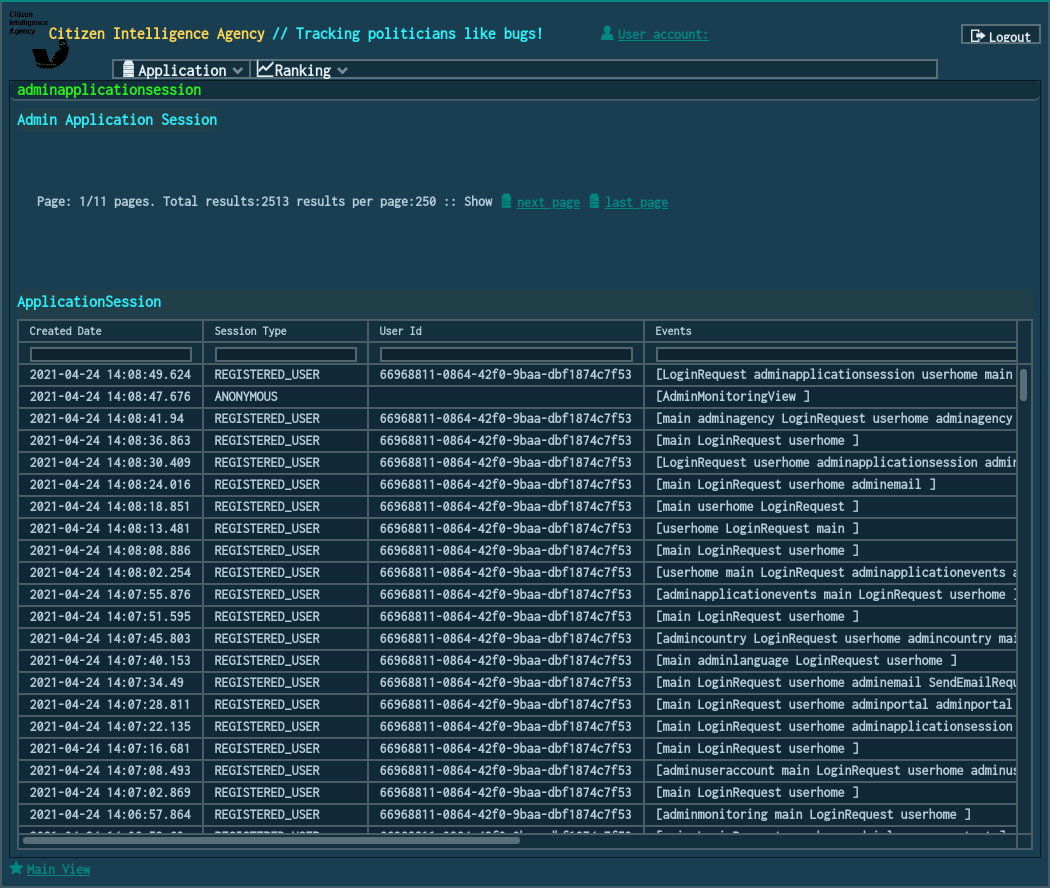 Citizen
Intelligence
Agency
Citizen Intelligence Agency // Tracking politicians like bugs!
User account:
Logout
Application Ranking
adminapplicationsession
Admin Application Session
Page: 1/11 pages. Total results:2513 results per page:250 :: Show next page last page
ApplicationSession
Created Date Session Type User Id Events
2021-04-24 14:08:49.624 REGISTERED_USER 66968811-0864-42f0-9baa-dbf1874c7f53 [LoginRequest adminapplicationsession userhome main
2021-04-24 14:08:47.676 ANONYMOUS [AdminMonitoringView ]
2021-04-24 14:08:41.94 REGISTERED_USER 66968811-0864-42f0-9baa-dbf1874c7f53 [main adminagency LoginRequest userhome adminagency
2021-04-24 14:08:36.863 REGISTERED_USER 66968811-0864-42f0-9baa-dbf1874c7f53 [main LoginRequest userhome ]
2021-04-24 14:08:30.409 REGISTERED_USER 66968811-0864-42f0-9baa-dbf1874c7f53 [LoginRequest userhome adminapplicationsession admin
2021-04-24 14:08:24.016 REGISTERED_USER 66968811-0864-42f0-9baa-dbf1874c7f53 [main LoginRequest userhome adminemail ]
2021-04-24 14:08:18.851 REGISTERED_USER 66968811-0864-42f0-9baa-dbf1874c7f53 [main userhome LoginRequest ]
2021-04-24 14:08:13.481 REGISTERED_USER 66968811-0864-42f0-9baa-dbf1874c7f53 [userhome LoginRequest main ]
2021-04-24 14:08:08.886 REGISTERED_USER 66968811-0864-42f0-9baa-dbf1874c7f53 [main LoginRequest userhome ]
2021-04-24 14:08:02.254 REGISTERED_USER 66968811-0864-42f0-9baa-dbf1874c7f53 [userhome main LoginRequest adminapplicationevents a
2021-04-24 14:07:55.876 REGISTERED_USER 66968811-0864-42f0-9baa-dbf1874c7f53 [adminapplicationevents main LoginRequest userhome ]
2021-04-24 14:07:51.595 REGISTERED_USER 66968811-0864-42f0-9baa-dbf1874c7f53 [main LoginRequest userhome ]
2021-04-24 14:07:45.803 REGISTERED_USER 66968811-0864-42f0-9baa-dbf1874c7f53 [admincountry LoginRequest userhome admincountry mai
2021-04-24 14:07:40.153 REGISTERED_USER 66968811-0864-42f0-9baa-dbf1874c7f53 [main adminlanguage LoginRequest userhome ]
2021-04-24 14:07:34.49 REGISTERED_USER 66968811-0864-42f0-9baa-dbf1874c7f53 [main LoginRequest userhome adminemail SendEmailRequ
2021-04-24 14:07:28.811 REGISTERED_USER 66968811-0864-42f0-9baa-dbf1874c7f53 [main LoginRequest userhome adminportal adminportal
2021-04-24 14:07:22.135 REGISTERED_USER 66968811-0864-42f0-9baa-dbf1874c7f53 [main LoginRequest userhome adminapplicationsession
2021-04-24 14:07:16.681 REGISTERED_USER 66968811-0864-42f0-9baa-dbf1874c7f53 [main LoginRequest userhome ]
2021-04-24 14:07:08.493 REGISTERED_USER 66968811-0864-42f0-9baa-dbf1874c7f53 [adminuseraccount main LoginRequest userhome adminus
2021-04-24 14:07:02.869 REGISTERED_USER 66968811-0864-42f0-9baa-dbf1874c7f53 [main LoginRequest userhome ]
2021-04-24 14:06:57.864 REGISTERED_USER 66968811-0864-42f0-9baa-dbf1874c7f53 [adminmonitoring main LoginRequest userhome ]
Main View